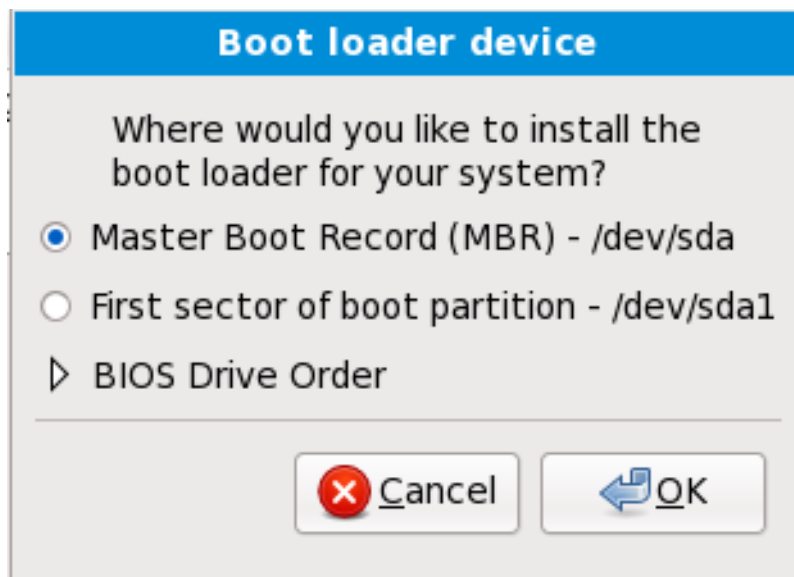 Boot loader device
Where would you like to install the
boot loader for your system?
Master Boot Record (MBR) - /dev/sda
First sector of boot partition - /dev/sda1
BIOS Drive Order
Cancel
OK